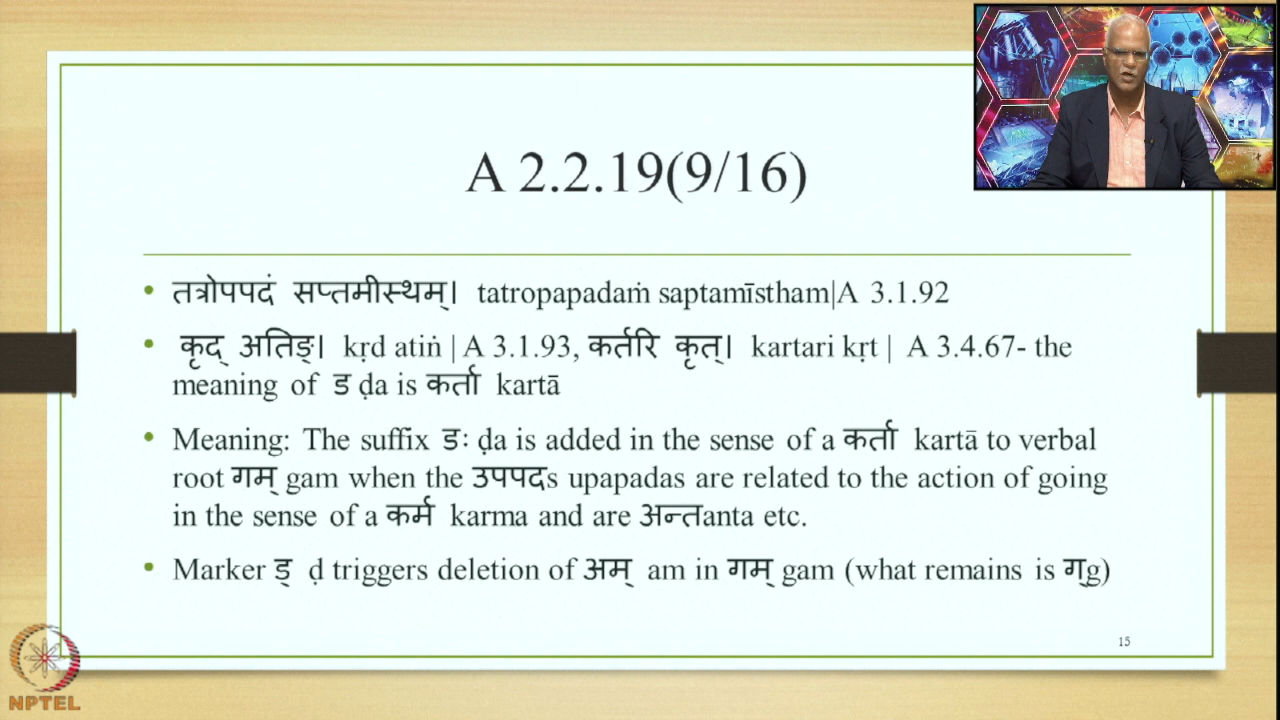 A 2.2.19(9/16)
• तत्रोपपदं सप्तमीस्थम्। tatropapadaṁ saptamīstham|A 3.1.92
• कृद् अतिङ्। kṛd atiṅ | A 3.1.93, कर्तरि कृत्। kartari kṛt | A 3.4.67- the
meaning of ड ḍa is कर्ता kartā
• Meaning: The suffix डः ḍa is added in the sense of a कर्ता kartā to verbal
root गम् gam when the उपपदs upapadas are related to the action of going
in the sense of a कर्म karma and are अन्तanta etc.
• Marker ड् ḍ triggers deletion of अम् am in गम् gam (what remains is ग्g)
15
NPTEL